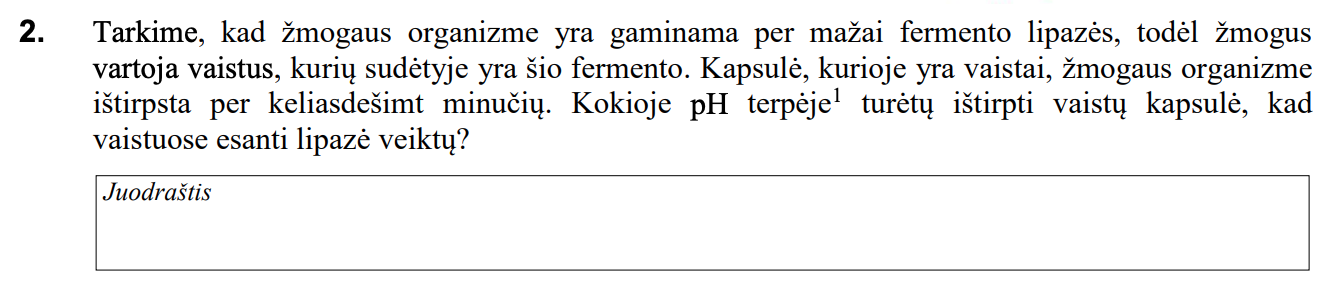 2. Tarkime, kad žmogaus organizme yra gaminama per mažai fermento lipazės, todėl žmogus
vartoja vaistus, kurių sudėtyje yra šio fermento. Kapsulė, kurioje yra vaistai, žmogaus organizme
ištirpsta per keliasdešimt minučių. Kokioje pH terpėje¹ turėtų ištirpti vaistų kapsulė, kad
vaistuose esanti lipazė veiktų?
Juodraštis